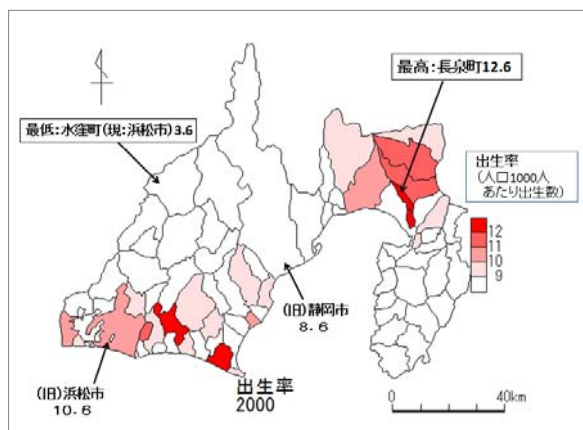 最高:長泉町12.6
最低:水窪町(現:浜松市)3.6
出生率
(人口1000人
あたり出生数)
12
11
10
9
(旧)静岡市
8.6
(旧)浜松市
10.6
出生率
2000
0
40km